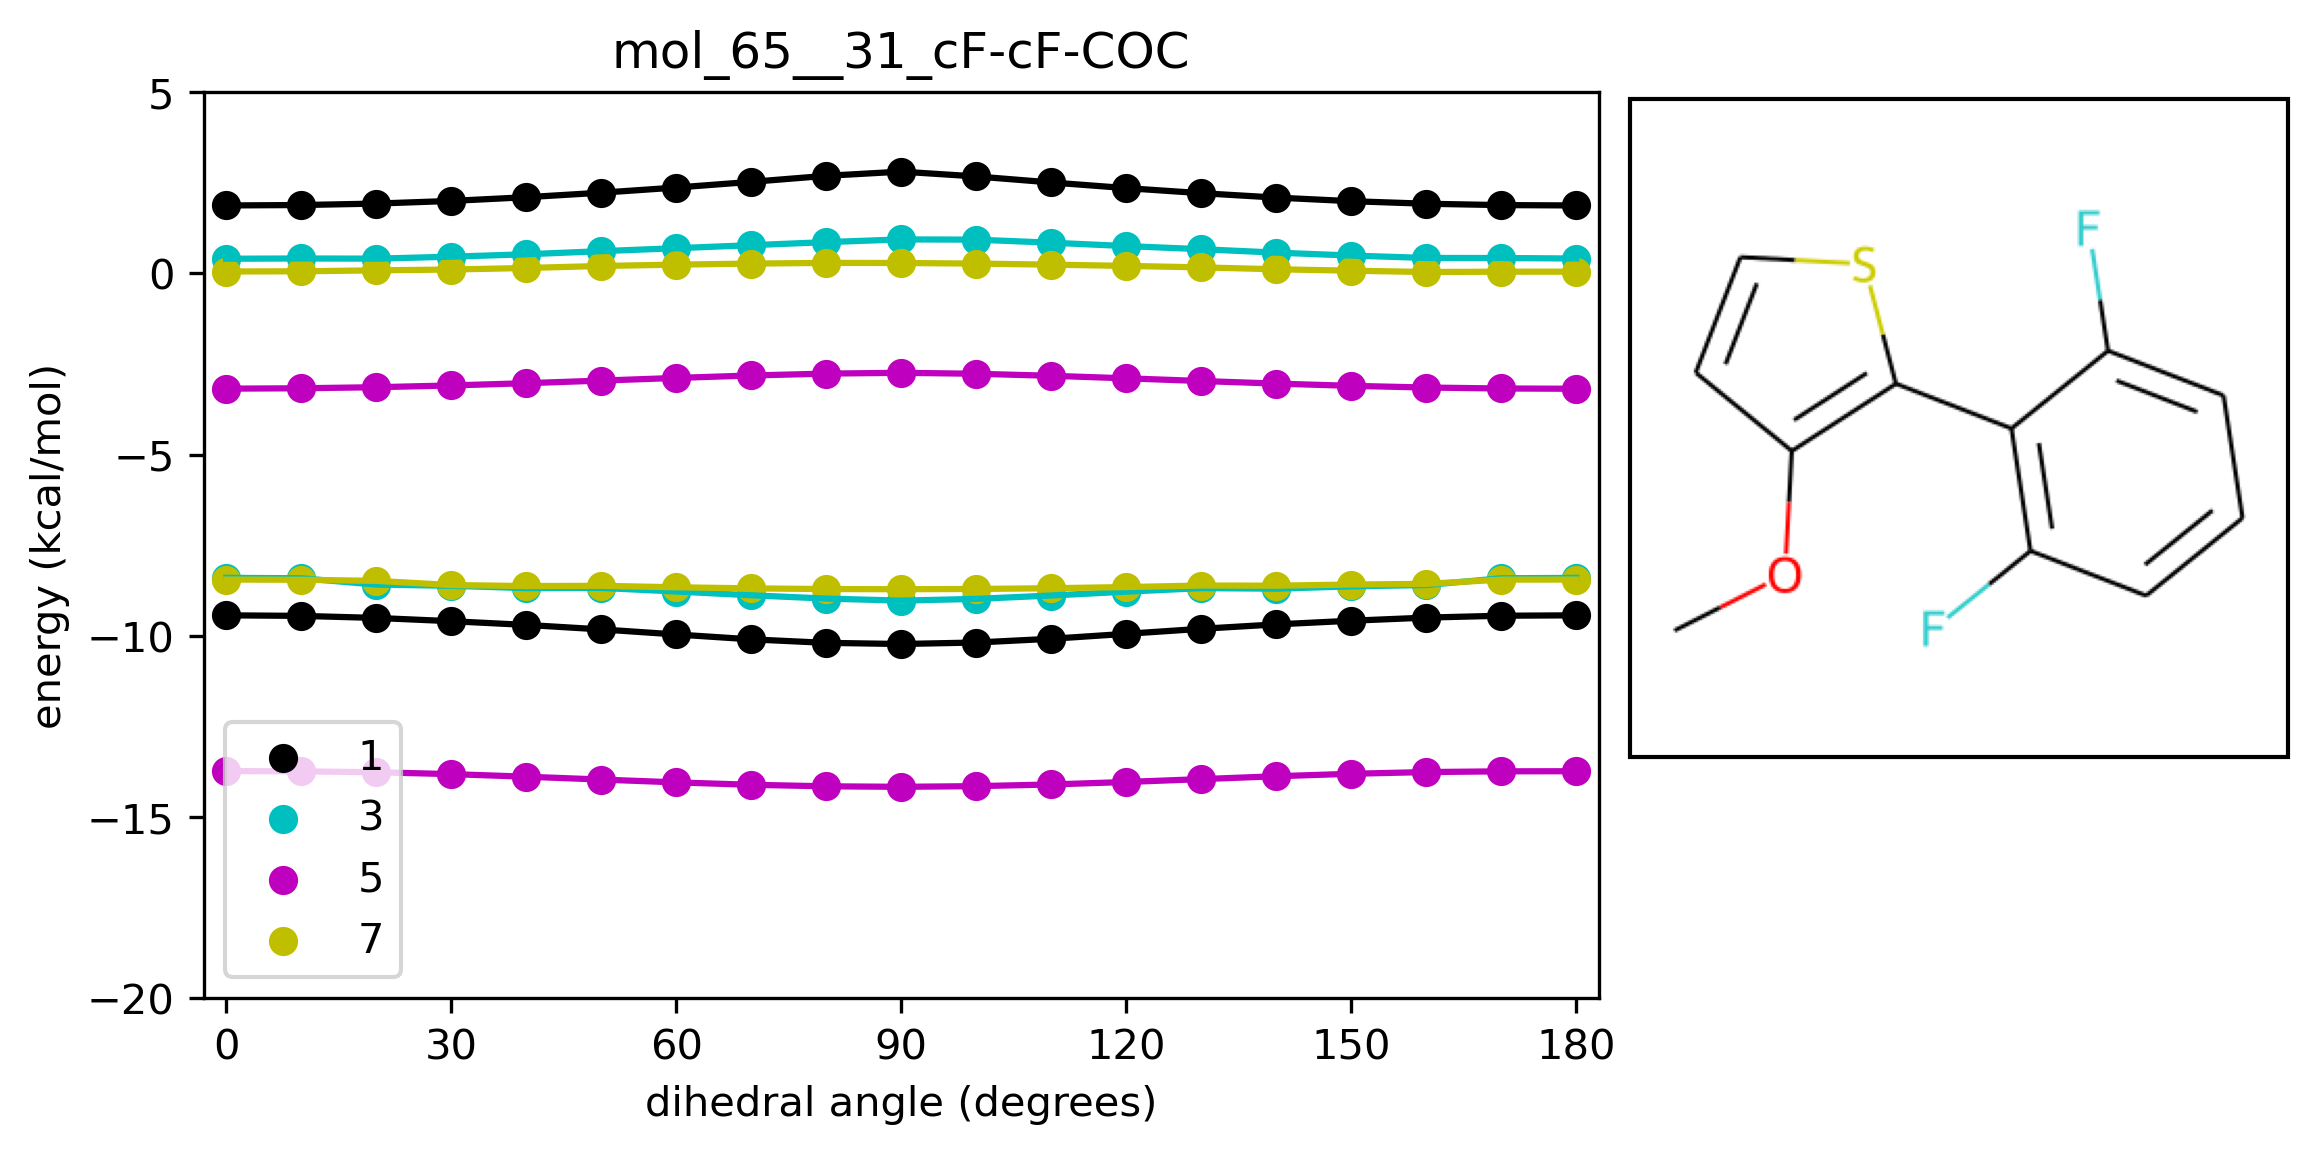 mol_65__31_cF-cF-COC
5
0
−5
−10
−15
−20
energy (kcal/mol)
1
3
5
7
0 30 60 90 120 150 180
dihedral angle (degrees)
F
S
O
F